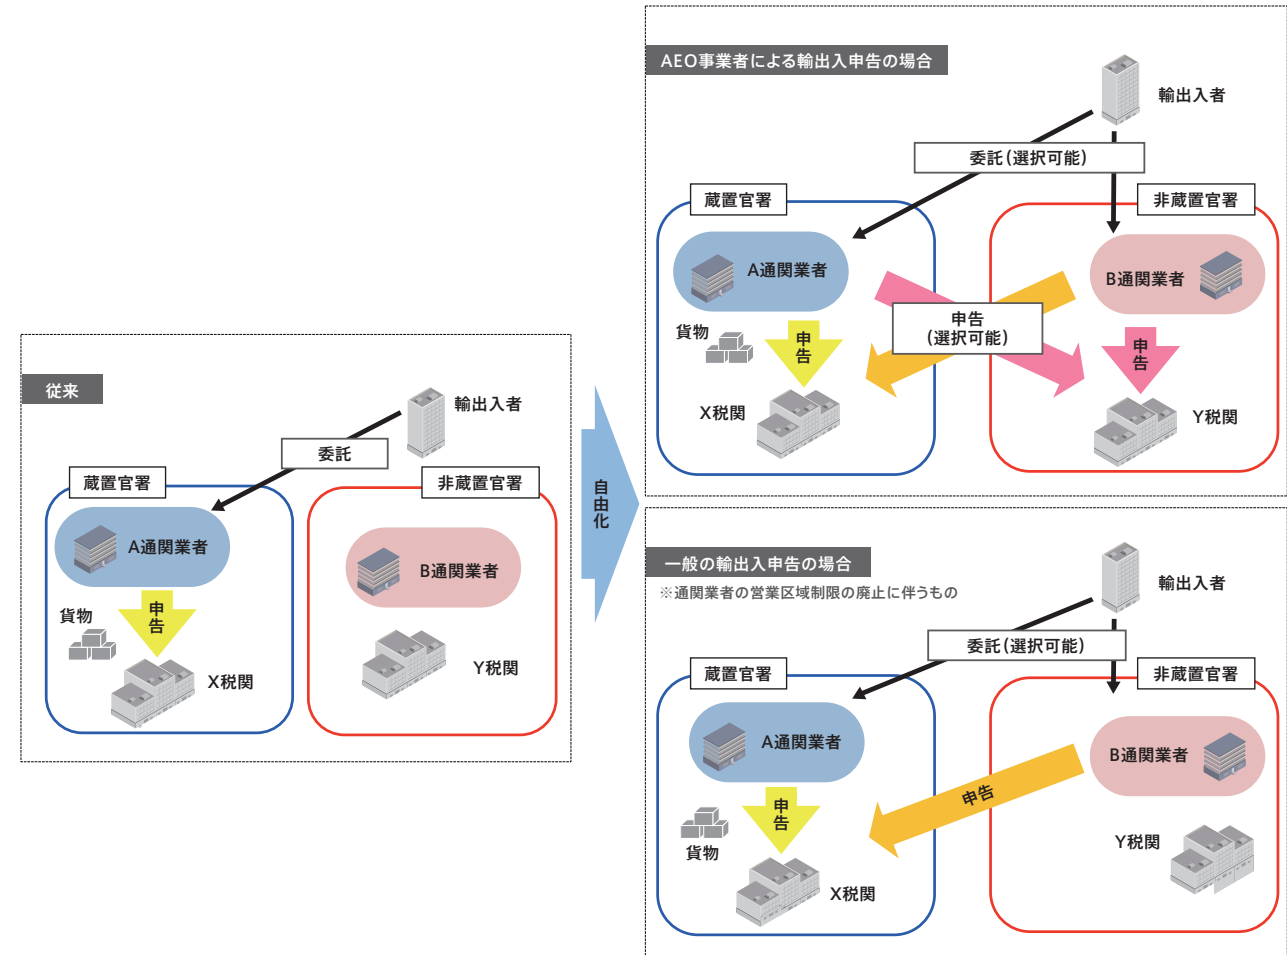 従来
輸出入者
委託
蔵置官署
非蔵置官署
A通関業者
B通関業者
貨物
申告
X税関
Y税関
自由化
AEO事業者による輸出入申告の場合
輸出入者
委託(選択可能)
蔵置官署
非蔵置官署
A通関業者
B通関業者
貨物
申告
申告
(選択可能)
申告
X税関
Y税関
一般の輸出入申告の場合
※通関業者の営業区域制限の廃止に伴うもの
輸出入者
委託(選択可能)
蔵置官署
非蔵置官署
A通関業者
B通関業者
申告
申告
貨物
X税関
Y税関